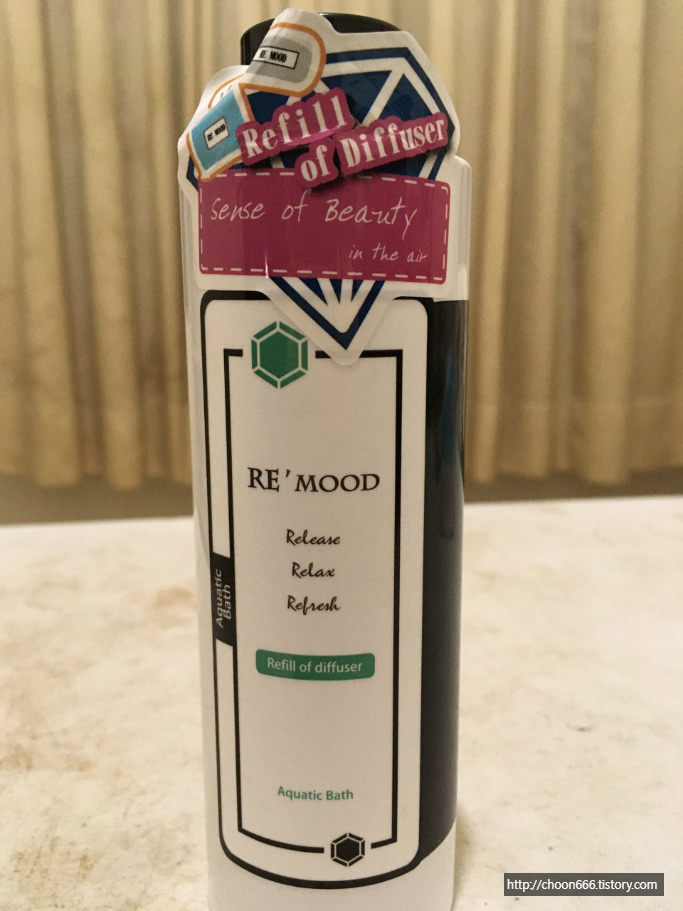 RE MOOD
RE MOOD
Refill
of Diffuser
Sense of Beauty
in the air
RE'MOOD
Release
Relax
Refresh
Aquatic
Bath
Refill of diffuser
Aquatic Bath
http://choon666.tistory.com